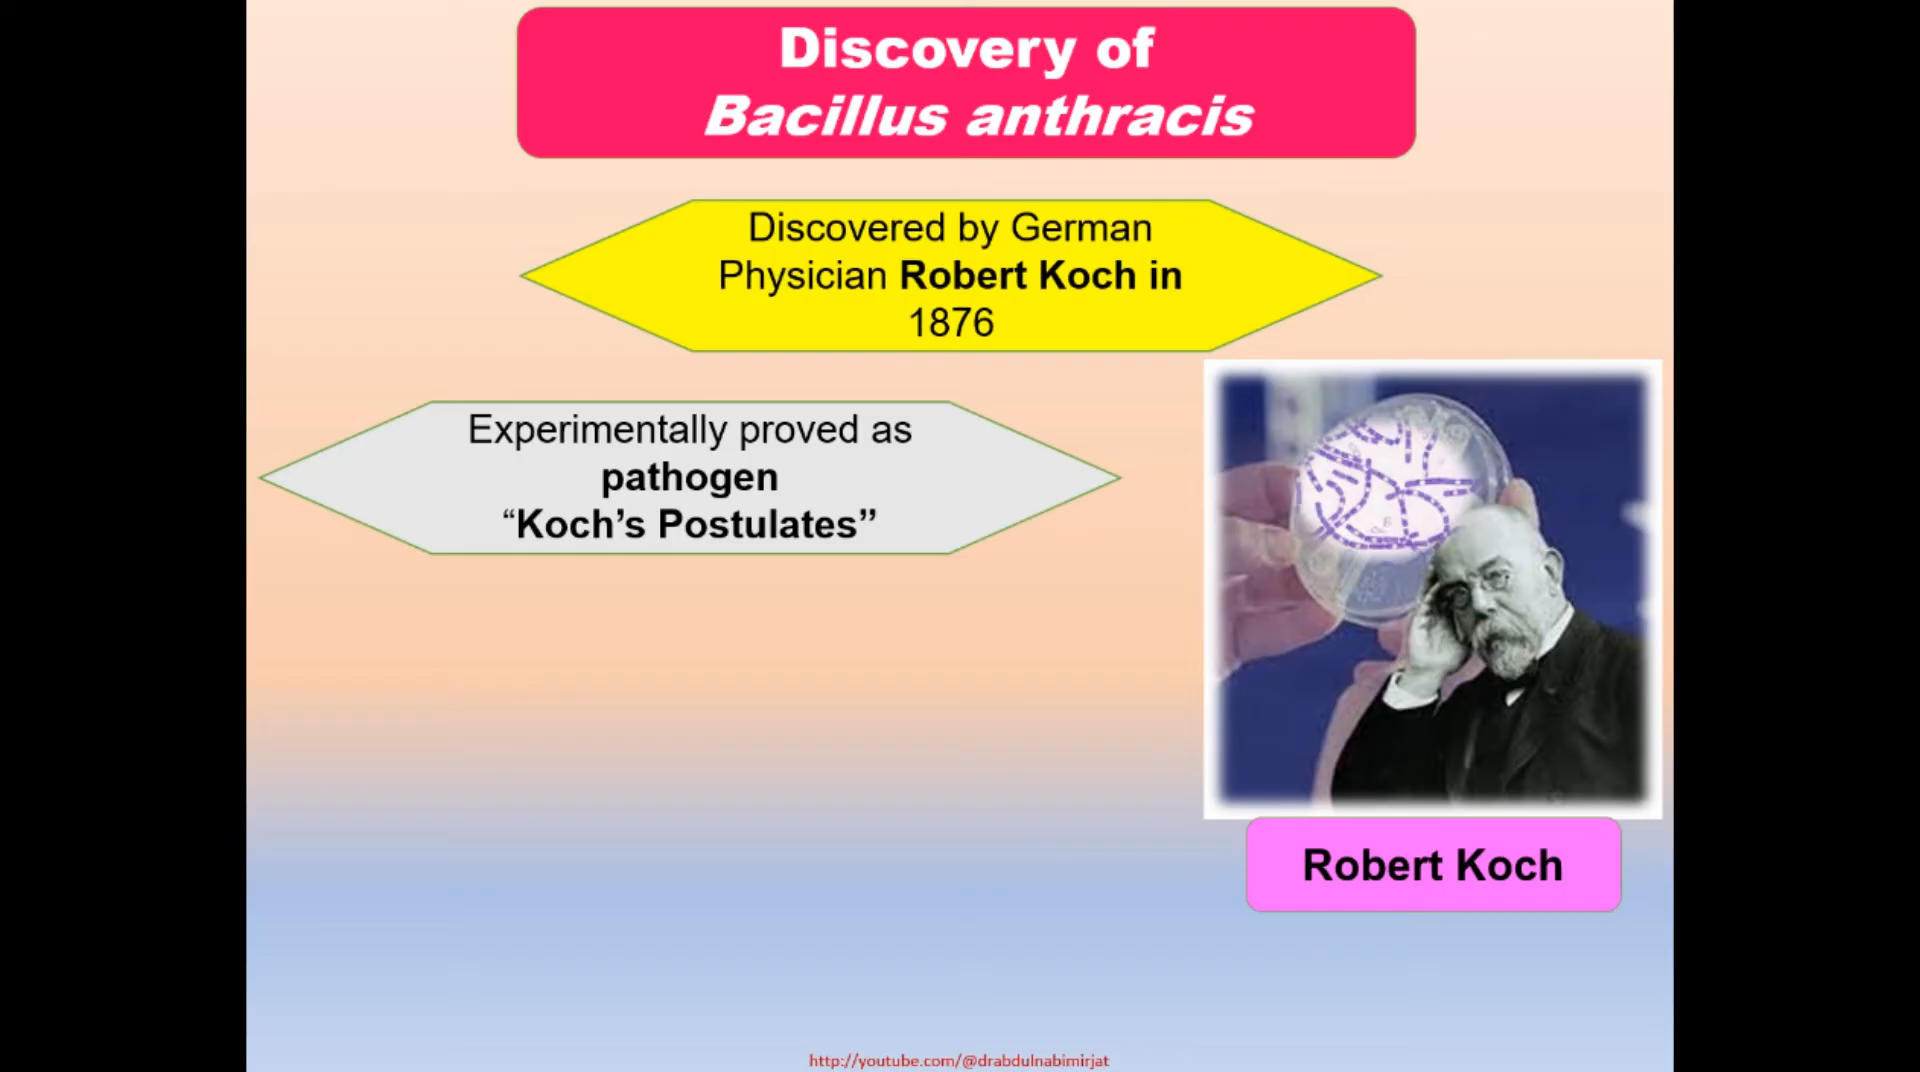 Discovery of
Bacillus anthracis
Discovered by German
Physician Robert Koch in
1876
Experimentally proved as
pathogen
“Koch’s Postulates”
Robert Koch
http://youtube.com/@drabdulnabimirjat